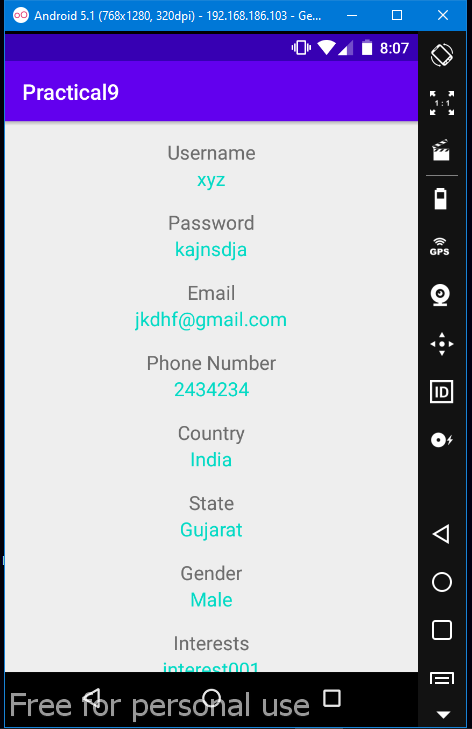 Android 5.1 (768x1280, 320dpi) - 192.168.186.103 - Ge...
8:07
Practical9
1:1
Username
xyz
Password
kajnsdja
GPS
Email
jkdhf@gmail.com
Phone Number
2434234
ID
Country
India
State
Gujarat
Gender
Male
Interests
interest001
Free for personal use